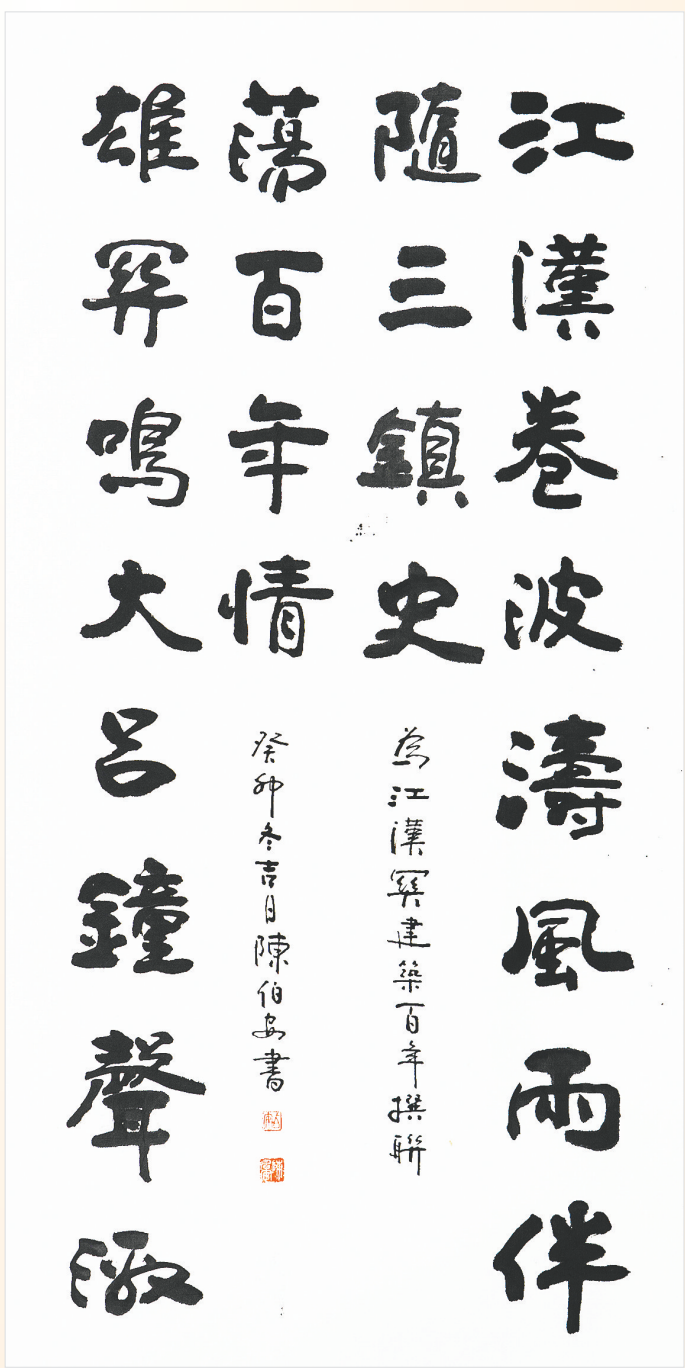 江漢卷波濤風雨伴
隨三鎮史
雄關鳴大呂鐘聲激
蕩百年情
為江漢關建築百年撰聯
癸卯冬吉日陳伯安書